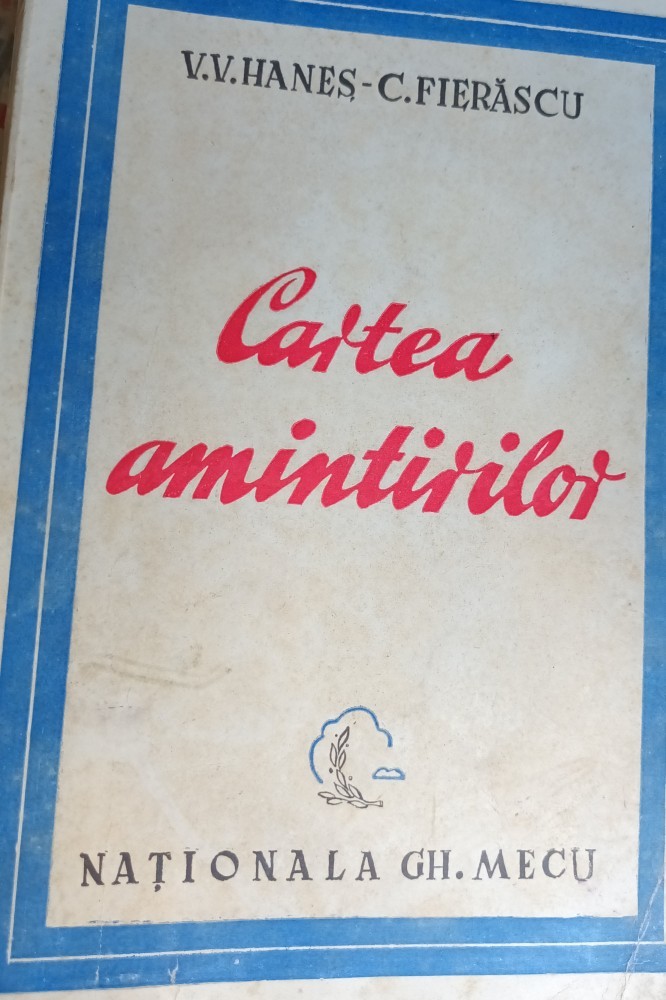 V.V.HANEȘ-C.FIERĂSCU
Cartea
amintirilor
NAȚIONALA GH.MECU